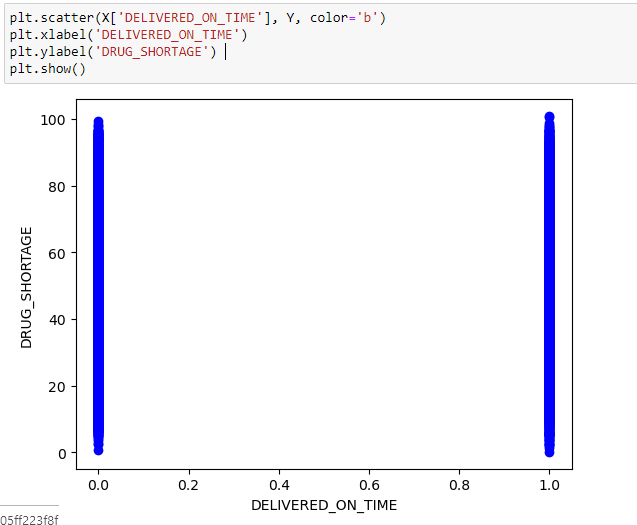 plt.scatter(X['DELIVERED_ON_TIME'], Y, color='b')
plt.xlabel('DELIVERED_ON_TIME')
plt.ylabel('DRUG_SHORTAGE')
plt.show()
100
80
60
40
20
0
DRUG_SHORTAGE
0.0 0.2 0.4 0.6 0.8 1.0
DELIVERED_ON_TIME
05ff223f8f